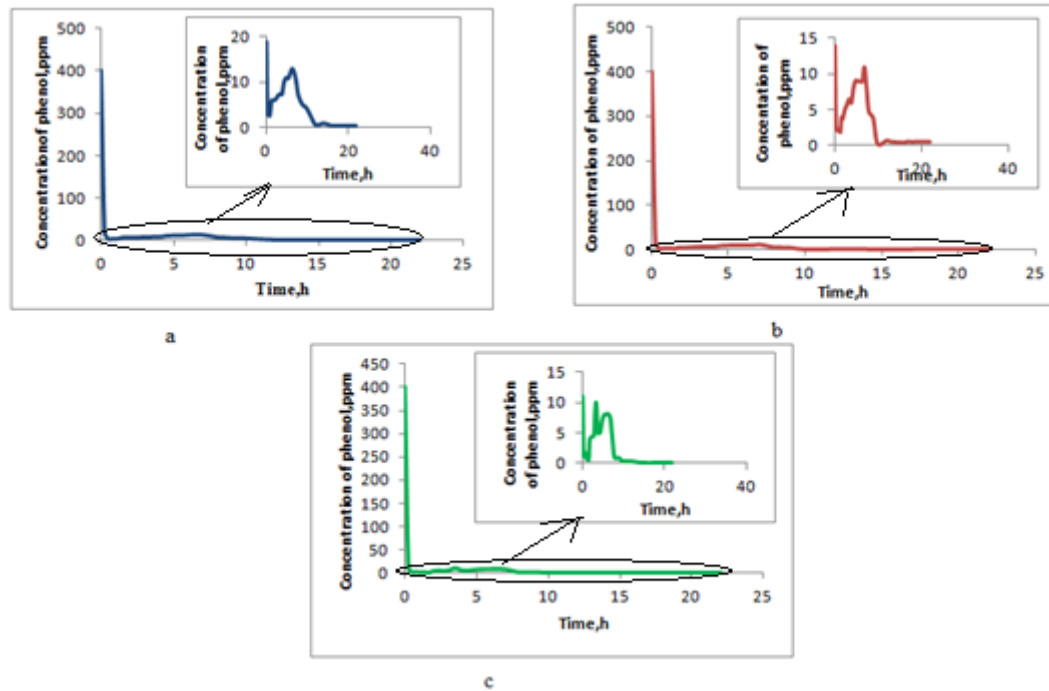 500
400
300
200
100
0
0 5 10 15 20 25
Concentrationof phenol,ppm
Time,h
20
10
0
0 20 40
Concentration
of phenol,ppm
Time,h
a
500
400
300
200
100
0
0 5 10 15 20 25
Concentration of phenol,ppm
Time,h
15
10
5
0
0 20 40
Concentation of
phenol,ppm
Time,h
b
450
400
350
300
250
200
150
100
50
0
0 5 10 15 20 25
Concentration of phenol,ppm
Time,h
15
10
5
0
0 20 40
Concentration
of phenol,ppm
Time,h
c